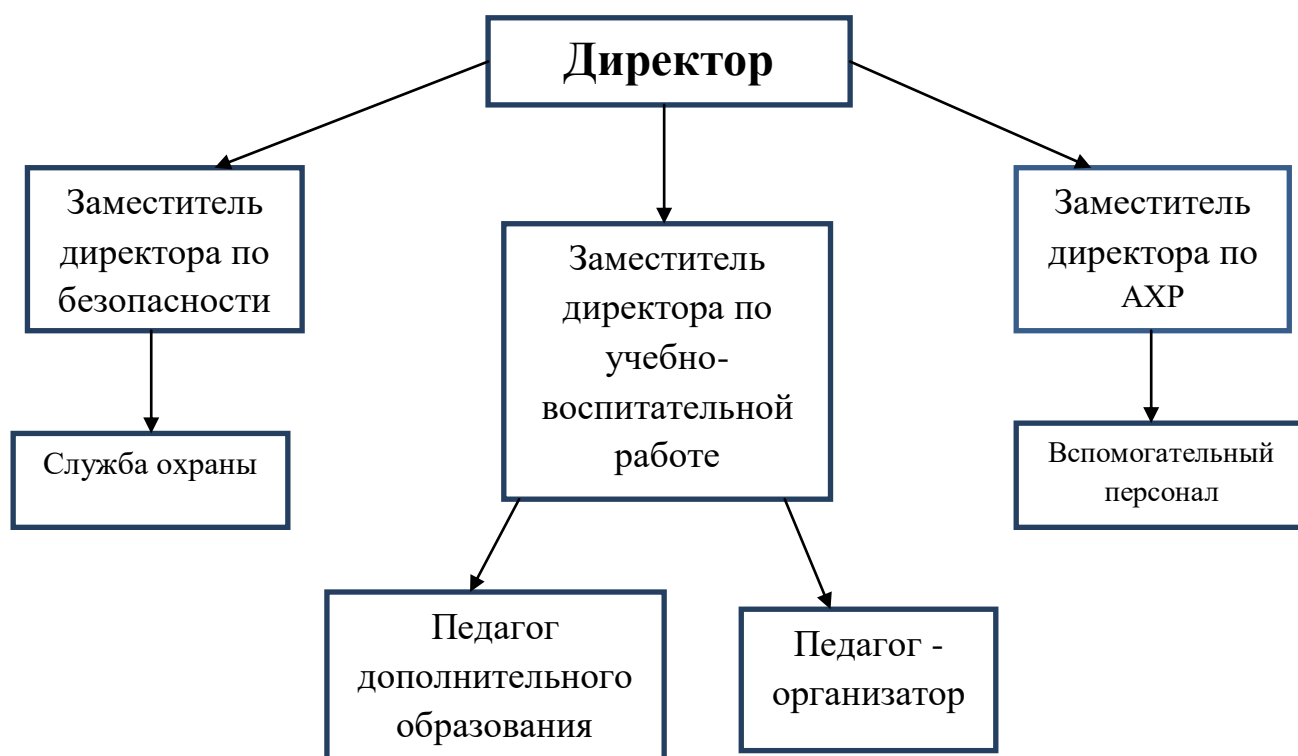 Директор
Заместитель
директора по
безопасности
Заместитель
директора по
учебно-
воспитательной
работе
Заместитель
директора по
АХР
Служба охраны
Вспомогательный
персонал
Педагог
дополнительного
образования
Педагог -
организатор